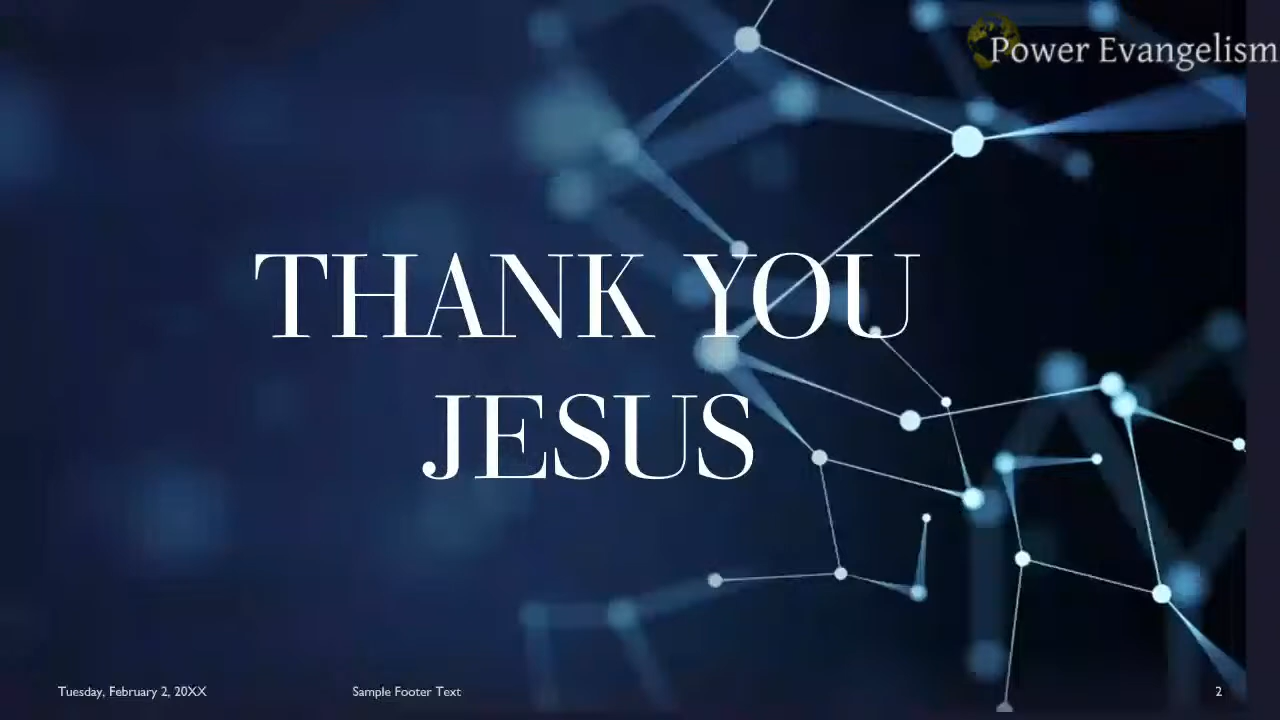 Power Evangelism
THANK YOU
JESUS
Tuesday, February 2, 20XX
Sample Footer Text
2